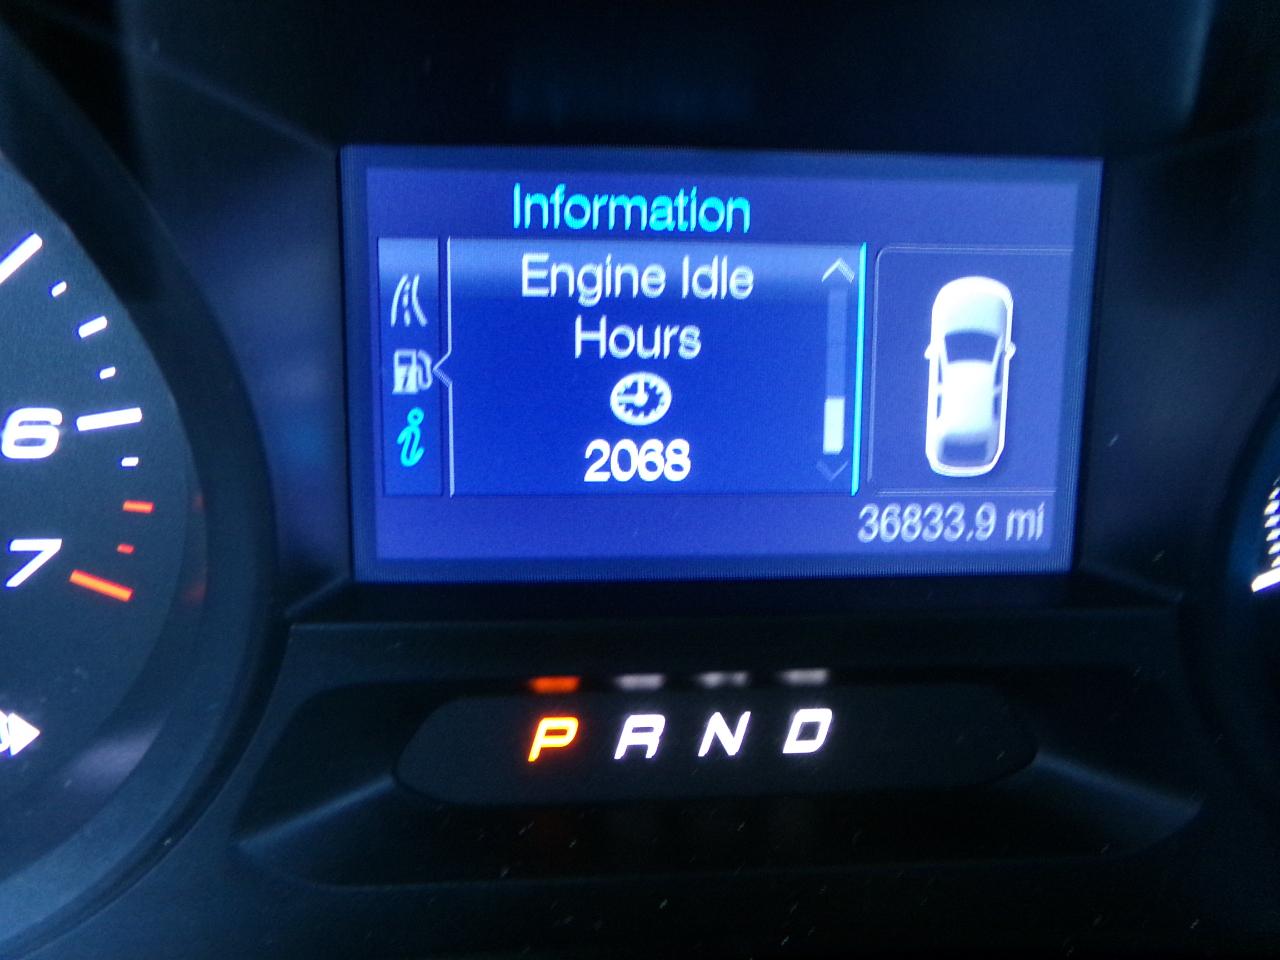 Information
Engine Idle
Hours
2068
36833.9 mi
6
7
P R N D